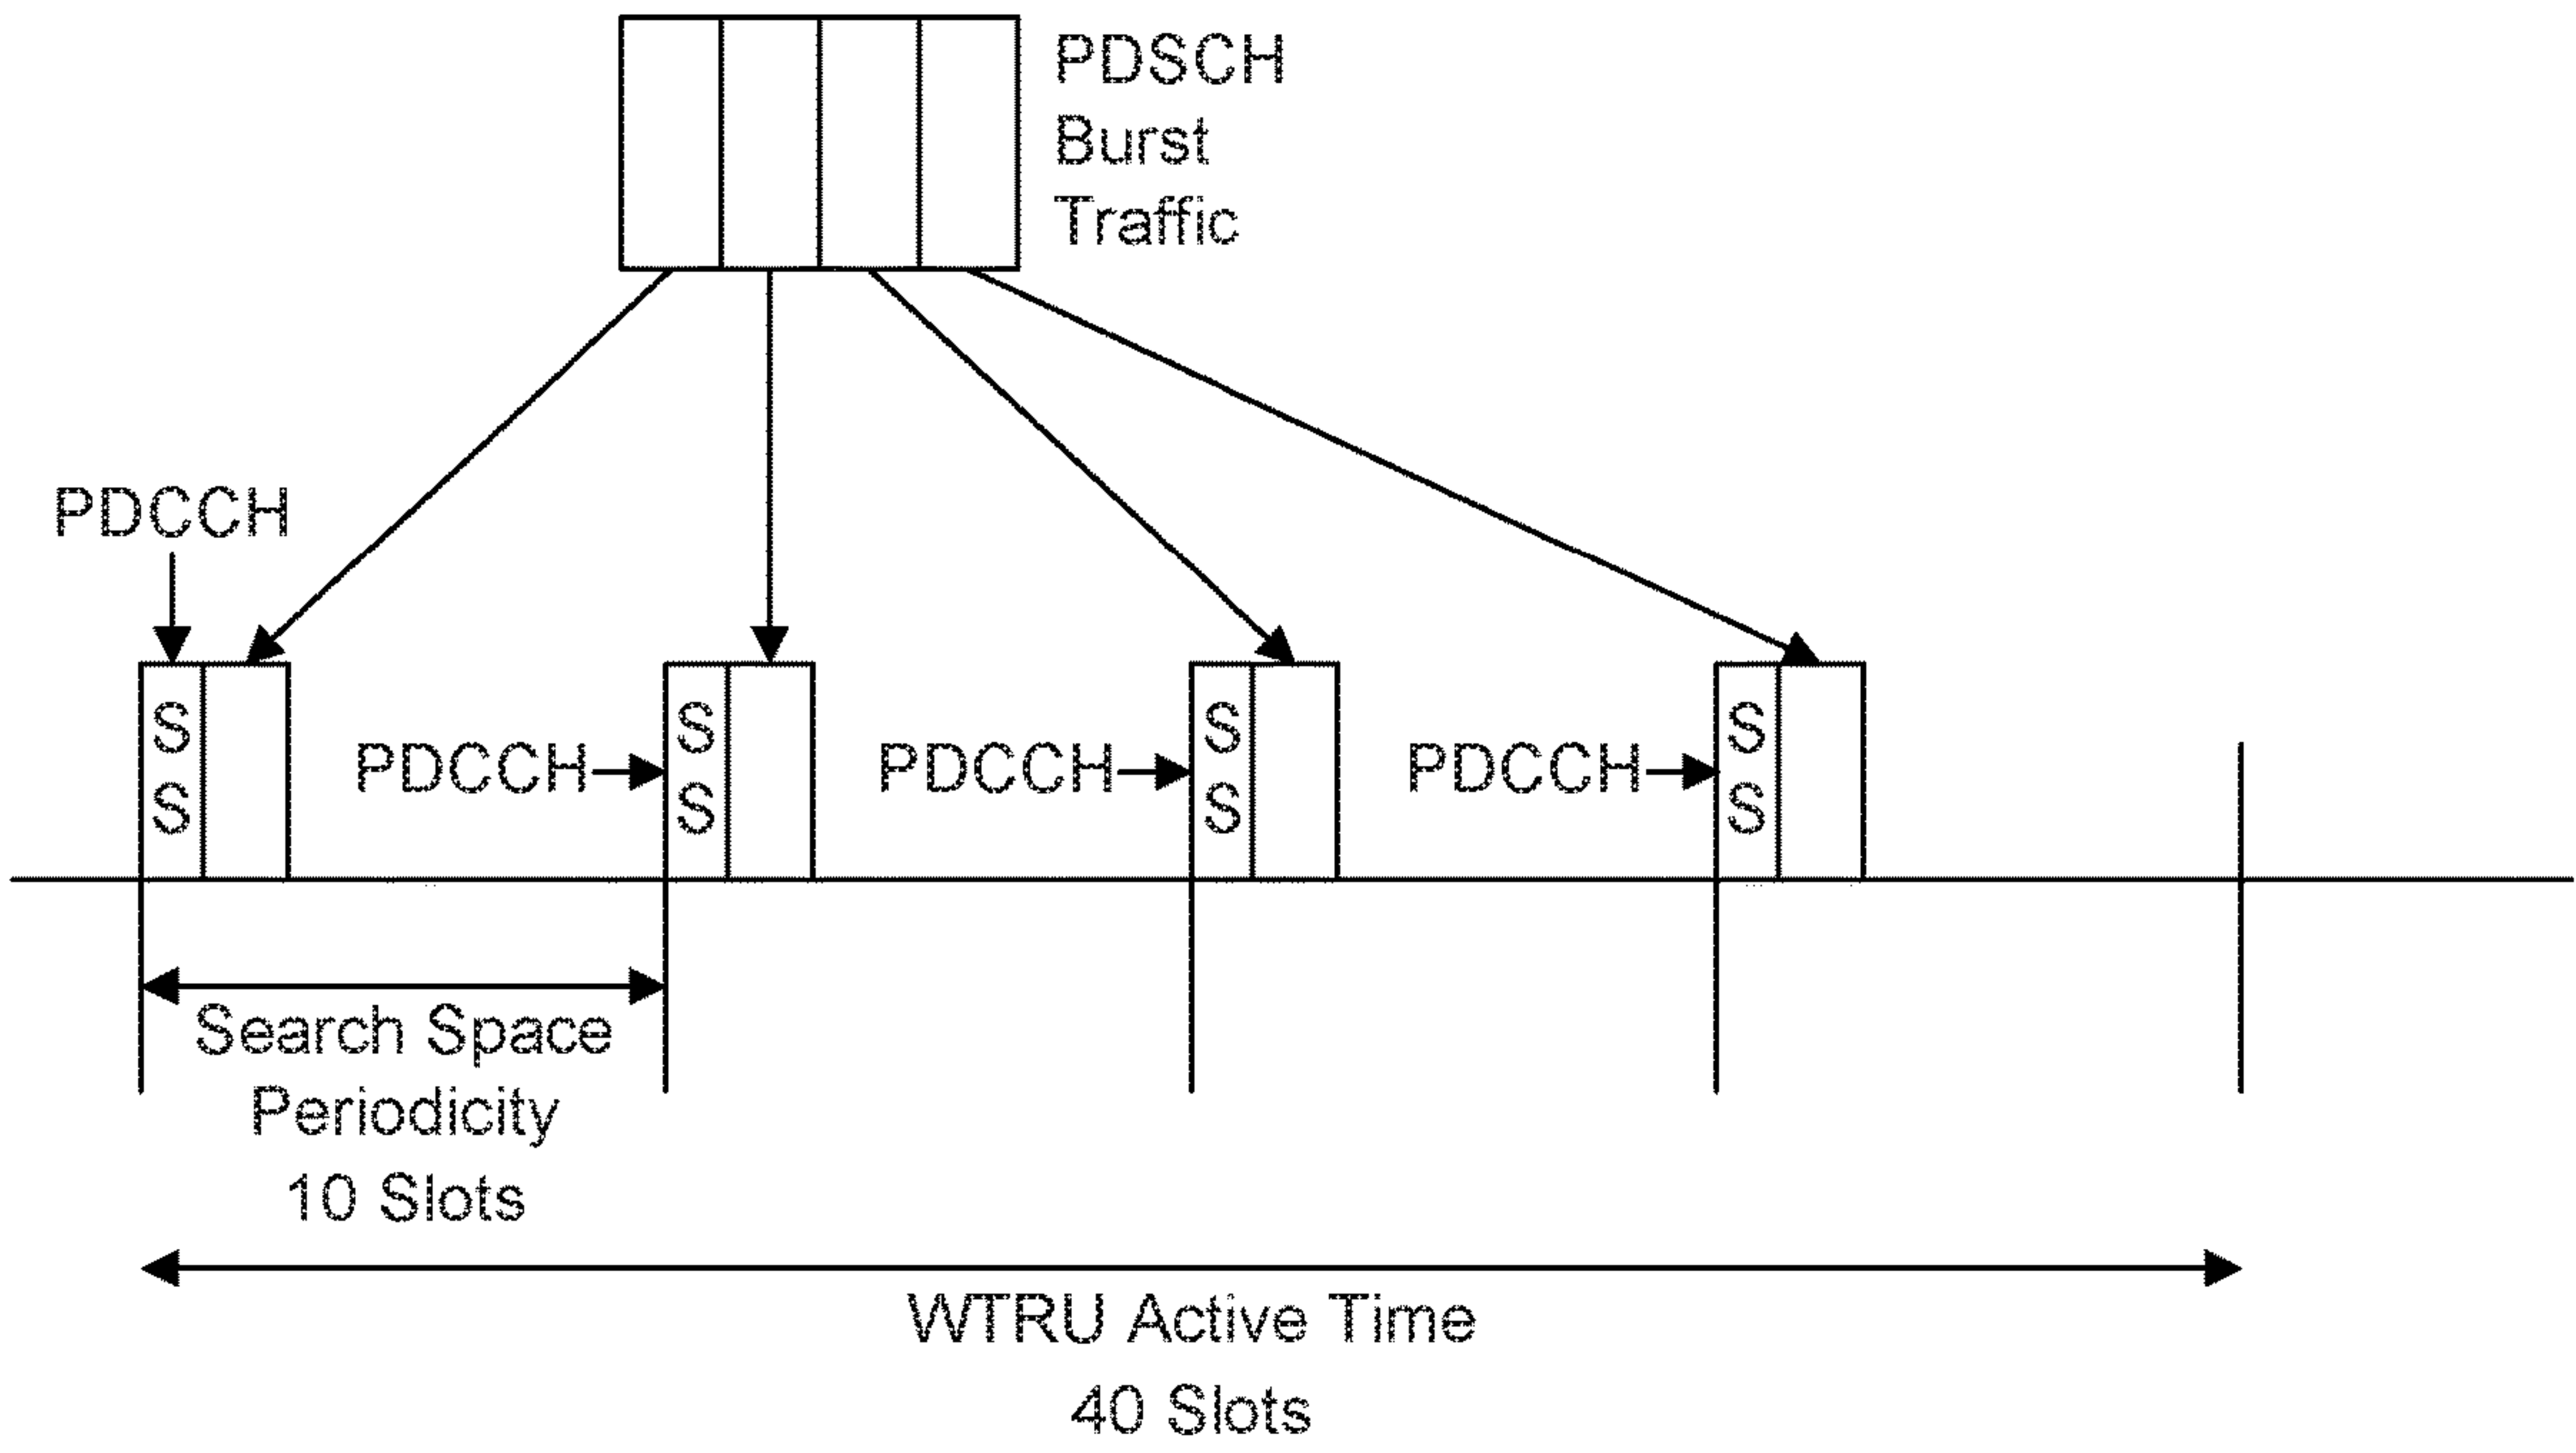 PDSCH
Burst
Traffic
PDCCH
S
S
PDCCH
S
S
PDCCH
S
S
PDCCH
S
S
Search Space
Periodicity
10 Slots
WTRU Active Time
40 Slots